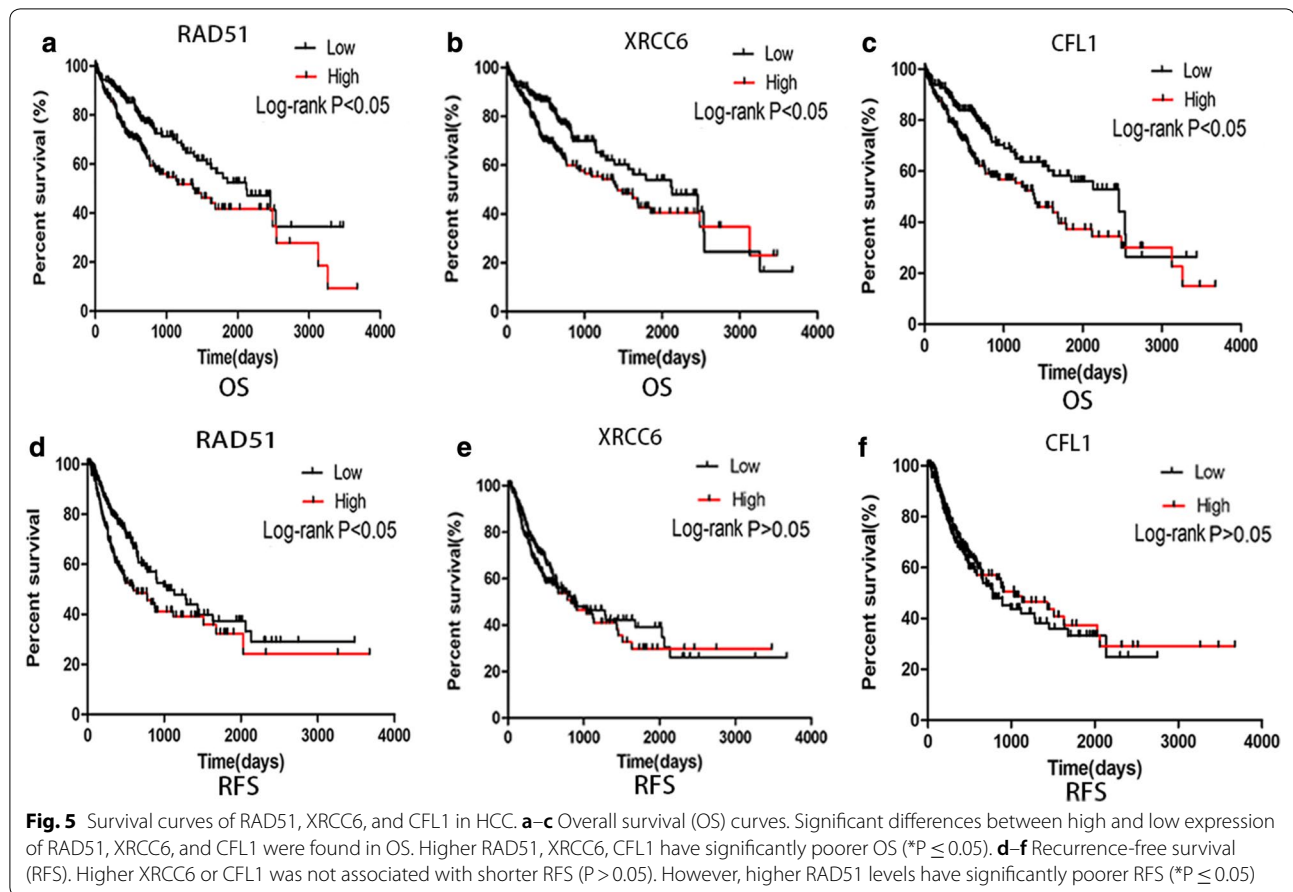 a
RAD51
Low
High
Log-rank P<0.05
Percent survival (%)
100
80
60
40
20
0
0 1000 2000 3000 4000
Time(days)
OS
b
XRCC6
Low
High
Log-rank P<0.05
Percent survival(%)
100
80
60
40
20
0
0 1000 2000 3000 4000
Time(days)
OS
c
CFL1
Low
High
Log-rank P<0.05
Percent survival(%)
100
80
60
40
20
0
0 1000 2000 3000 4000
Time(days)
OS
d
RAD51
Low
High
Log-rank P<0.05
Percent survival
100
80
60
40
20
0
0 1000 2000 3000 4000
Time(days)
RFS
e
XRCC6
Low
High
Log-rank P>0.05
Percent survival(%)
100
80
60
40
20
0
0 1000 2000 3000 4000
Time(days)
RFS
f
CFL1
Low
High
Log-rank P>0.05
Percent survival(%)
100
80
60
40
20
0
0 1000 2000 3000 4000
Time(days)
RFS
Fig. 5 Survival curves of RAD51, XRCC6, and CFL1 in HCC. a–c Overall survival (OS) curves. Significant differences between high and low expression
of RAD51, XRCC6, and CFL1 were found in OS. Higher RAD51, XRCC6, CFL1 have significantly poorer OS (*P ≤ 0.05). d–f Recurrence-free survival
(RFS). Higher XRCC6 or CFL1 was not associated with shorter RFS (P > 0.05). However, higher RAD51 levels have significantly poorer RFS (*P ≤ 0.05)